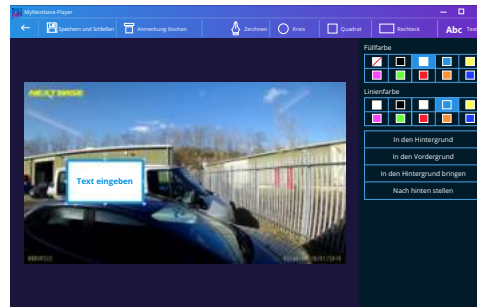 MyNextbase-Player
Speichern und Schließen
Anmerkung löschen
Zeichnen
Kreis
Quadrat
Rechteck
Abc Text
Füllfarbe
Linienfarbe
NEXTBASE
Text eingeben
In den Hintergrund
In den Vordergrund
In den Hintergrund bringen
Nach hinten stellen